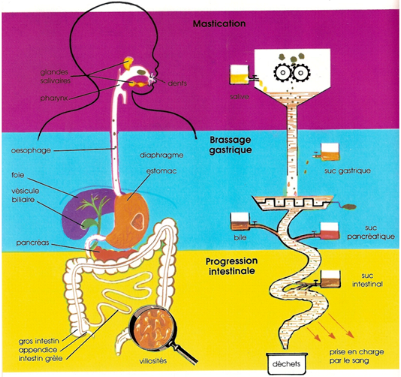 Mastication
glandes
salivaires
dents
pharynx
salive
oesophage
Brassage
gastrique
diaphragme
estomac
suc gastrique
foie
vésicule
biliaire
bile
suc
pancréatique
pancréas
Progression
intestinale
suc
intestinal
gros intestin
appendice
intestin grêle
villosités
déchets
prise en charge
par le sang